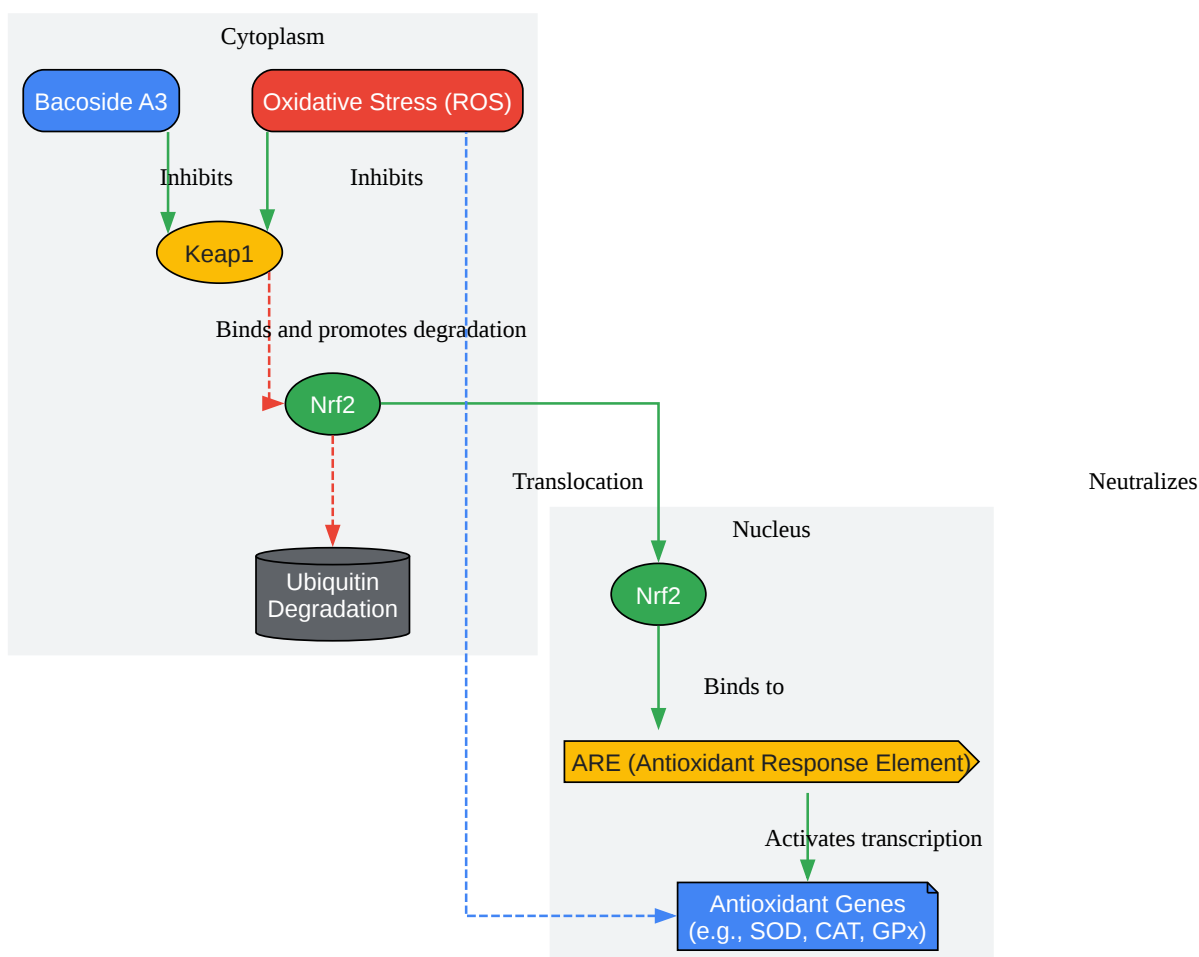 Cytoplasm
Bacoside A3
Oxidative Stress (ROS)
Inhibits
Inhibits
Keap1
Binds and promotes degradation
Nrf2
Translocation
Neutralizes
Nucleus
Ubiquitin
Degradation
Nrf2
Binds to
ARE (Antioxidant Response Element)
Activates transcription
Antioxidant Genes
(e.g., SOD, CAT, GPx)